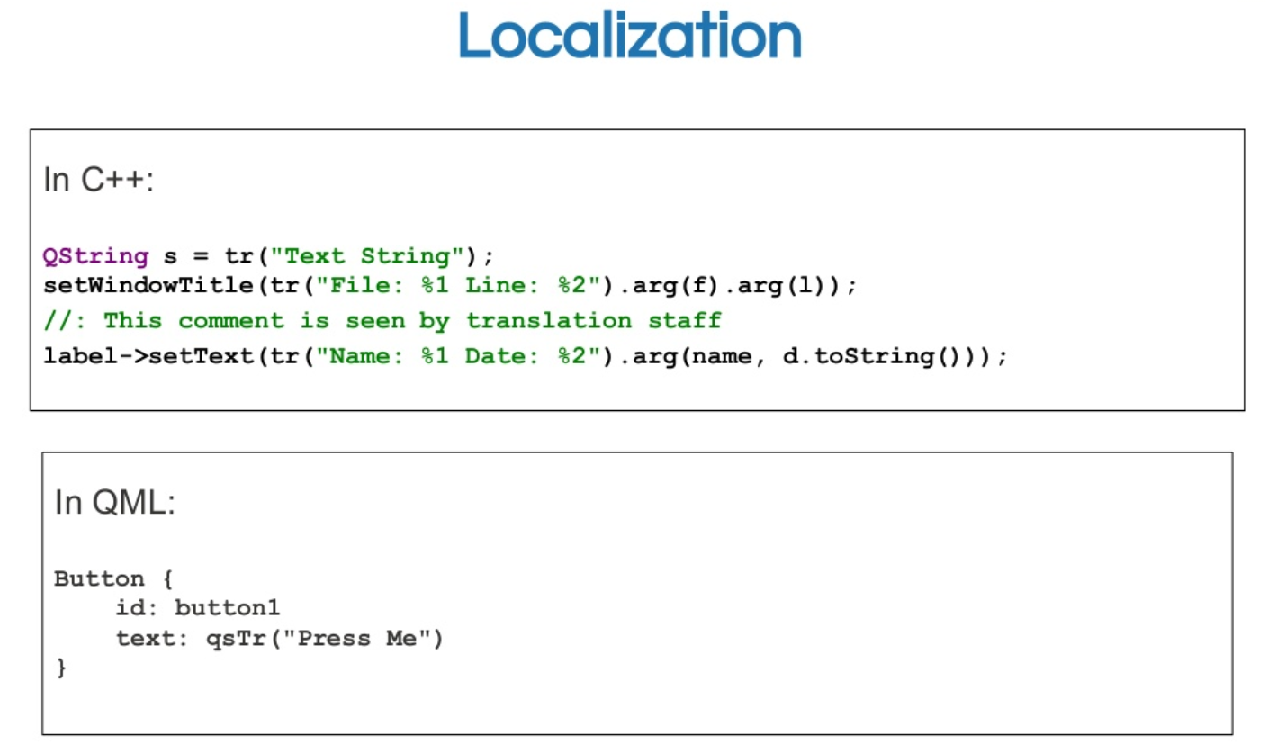 Localization
In C++:
QString s = tr("Text String");
setWindowTitle(tr("File: %1 Line: %2").arg(f).arg(l));
//: This comment is seen by translation staff
label->setText(tr("Name: %1 Date: %2").arg(name, d.toString()));
In QML:
Button {
    id: button1
    text: qsTr("Press Me")
}